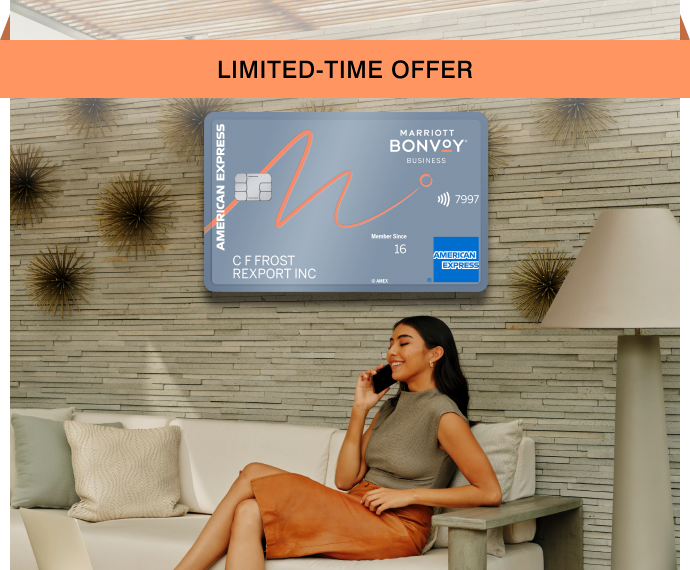 LIMITED-TIME OFFER
AMERICAN EXPRESS
MARRIOTT
BONVOY
BUSINESS
7997
Member Since
16
C F FROST
REXPORT INC
AMERICAN
EXPRESS
© AMEX